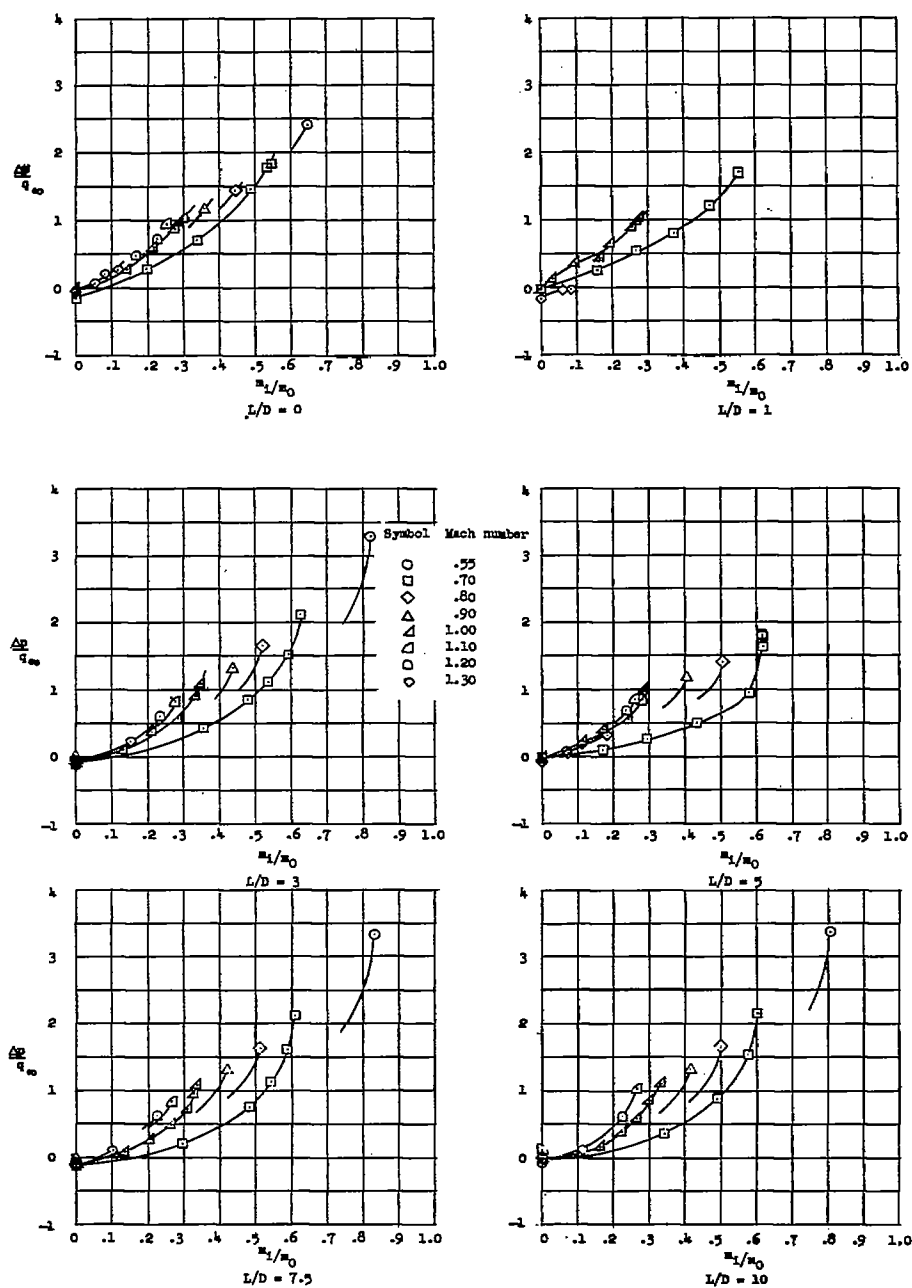 4
3
2
Δp/q∞
1
0
-1
0 .1 .2 .3 .4 .5 .6 .7 .8 .9 1.0
m1/m0
L/D = 0
4
3
2
1
0
-1
0 .1 .2 .3 .4 .5 .6 .7 .8 .9 1.0
m1/m0
L/D = 1
4
3
2
Δp/q∞
1
0
-1
0 .1 .2 .3 .4 .5 .6 .7 .8 .9 1.0
m1/m0
L/D = 3
Symbol Mach number
.55
.70
.80
.90
1.00
1.10
1.20
1.30
4
3
2
1
0
-1
0 .1 .2 .3 .4 .5 .6 .7 .8 .9 1.0
m1/m0
L/D = 5
4
3
2
Δp/q∞
1
0
-1
0 .1 .2 .3 .4 .5 .6 .7 .8 .9 1.0
m1/m0
L/D = 7.5
4
3
2
1
0
-1
0 .1 .2 .3 .4 .5 .6 .7 .8 .9 1.0
m1/m0
L/D = 10